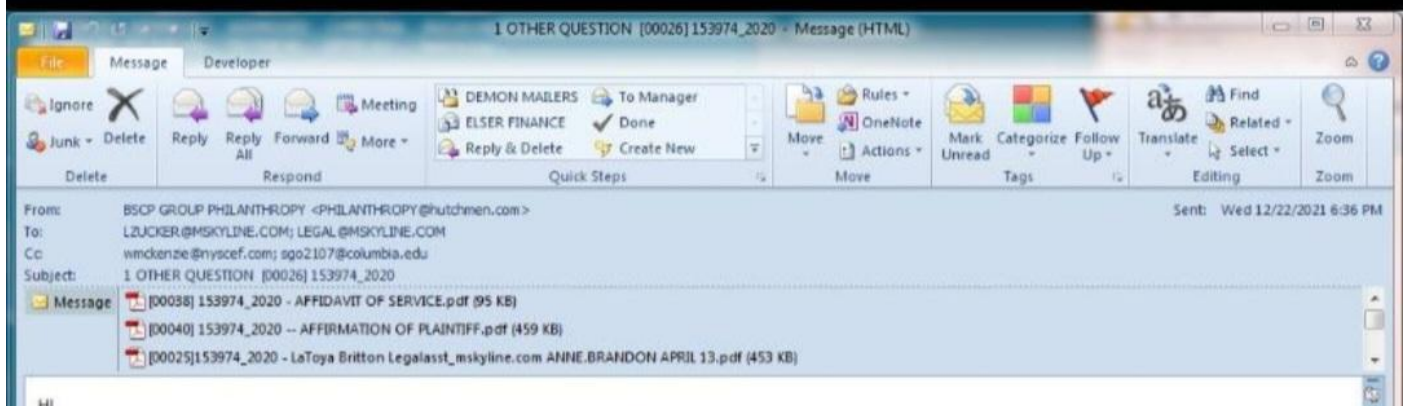 1 OTHER QUESTION [00026] 153974_2020 - Message (HTML)
File Message Developer
Ignore
Junk
Delete
Reply
Reply All
Forward
Meeting
More
DEMON MAILERS
ELSER FINANCE
Reply & Delete
To Manager
Done
Create New
Move
Rules
OneNote
Actions
Mark Unread
Categorize
Follow Up
Translate
Find
Related
Select
Zoom
Delete Respond Quick Steps Move Tags Editing Zoom
From: BSCP GROUP PHILANTHROPY <PHILANTHROPY@hutchmen.com> Sent: Wed 12/22/2021 6:36 PM
To: LZUCKER@MSKYLINE.COM; LEGAL@MSKYLINE.COM
Cc: wmckenzie@nyscef.com; sgo2107@columbia.edu
Subject: 1 OTHER QUESTION [00026] 153974_2020
Message [00038] 153974_2020 - AFFIDAVIT OF SERVICE.pdf (95 KB)
[00040] 153974_2020 -- AFFIRMATION OF PLAINTIFF.pdf (459 KB)
[00025]153974_2020 - LaToya Britton Legalasst_mskyline.com ANNE.BRANDON APRIL 13.pdf (453 KB)
HI